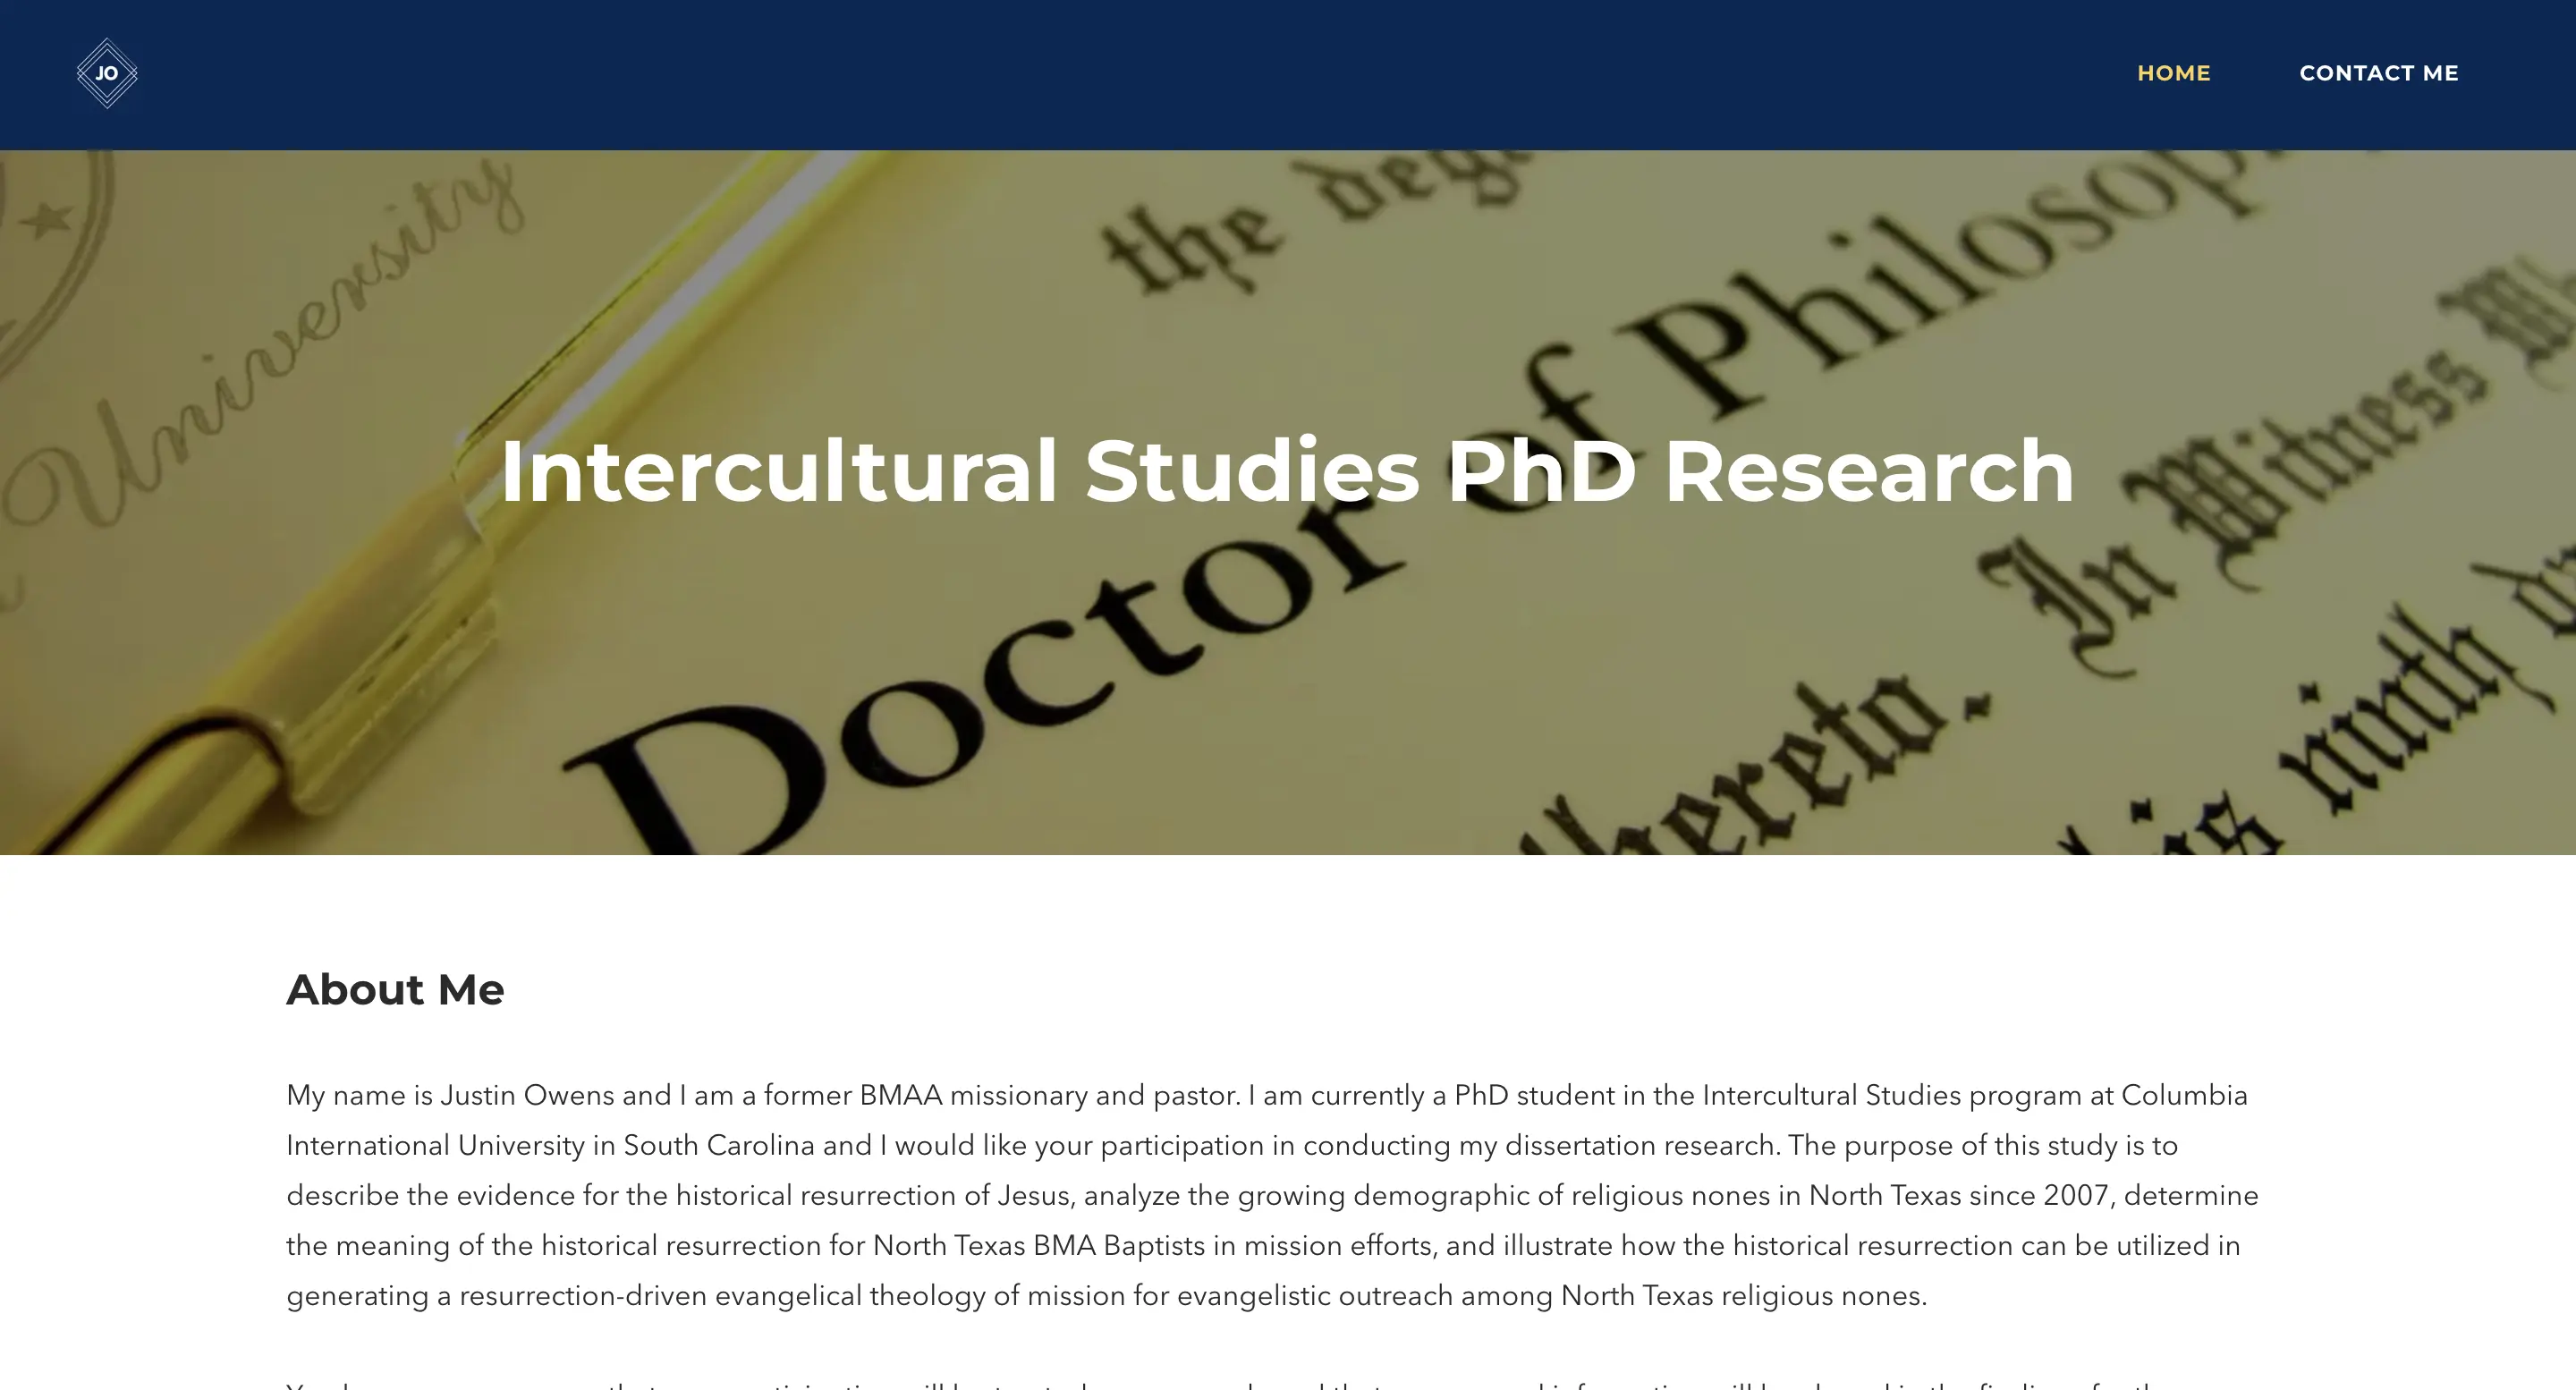 JO
HOME
CONTACT ME
University
the
Doctor of
In Witness
thereto.
ninth
Intercultural Studies PhD Research
About Me
My name is Justin Owens and I am a former BMAA missionary and pastor. I am currently a PhD student in the Intercultural Studies program at Columbia
International University in South Carolina and I would like your participation in conducting my dissertation research. The purpose of this study is to
describe the evidence for the historical resurrection of Jesus, analyze the growing demographic of religious nones in North Texas since 2007, determine
the meaning of the historical resurrection for North Texas BMA Baptists in mission efforts, and illustrate how the historical resurrection can be utilized in
generating a resurrection-driven evangelical theology of mission for evangelistic outreach among North Texas religious nones.